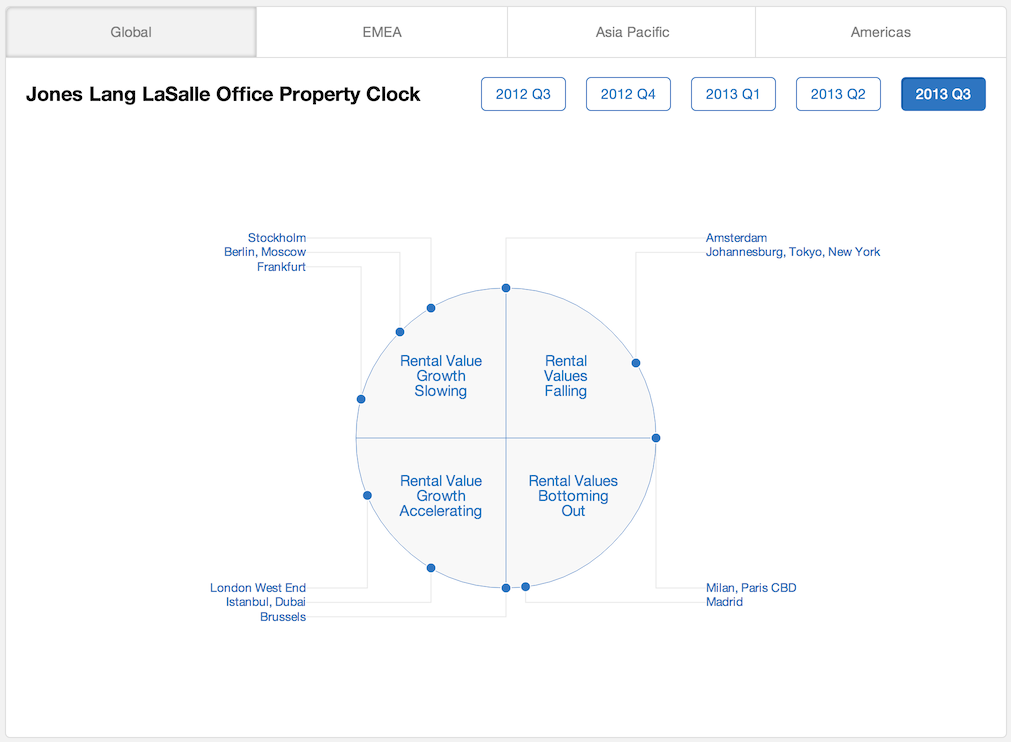 Global
EMEA
Asia Pacific
Americas
Jones Lang LaSalle Office Property Clock
2012 Q3
2012 Q4
2013 Q1
2013 Q2
2013 Q3
Stockholm
Berlin, Moscow
Frankfurt
Amsterdam
Johannesburg, Tokyo, New York
Rental Value
Growth
Slowing
Rental
Values
Falling
Rental Value
Growth
Accelerating
Rental Values
Bottoming
Out
London West End
Istanbul, Dubai
Brussels
Milan, Paris CBD
Madrid